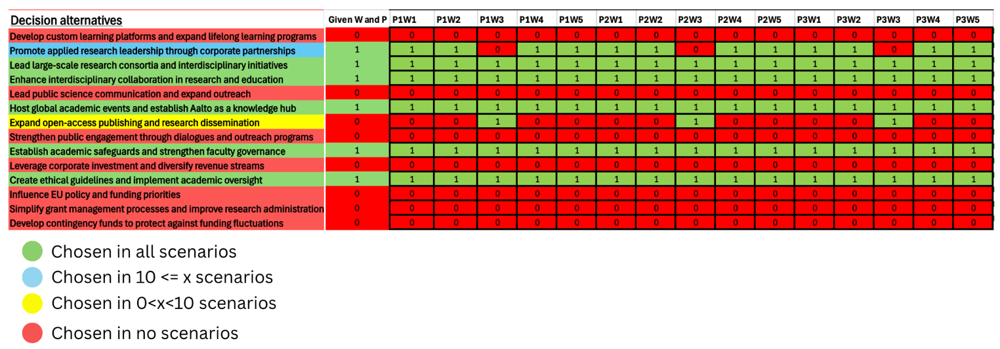 Decision alternatives Given W and P P1W1 P1W2 P1W3 P1W4 P1W5 P2W1 P2W2 P2W3 P2W4 P2W5 P3W1 P3W2 P3W3 P3W4 P3W5
Develop custom learning platforms and expand lifelong learning programs 0 0 0 0 0 0 0 0 0 0 0 0 0 0 0 0
Promote applied research leadership through corporate partnerships 1 1 1 0 1 1 1 1 0 1 1 1 1 0 1 1
Lead large-scale research consortia and interdisciplinary initiatives 1 1 1 1 1 1 1 1 1 1 1 1 1 1 1 1
Enhance interdisciplinary collaboration in research and education 1 1 1 1 1 1 1 1 1 1 1 1 1 1 1 1
Lead public science communication and expand outreach 0 0 0 0 0 0 0 0 0 0 0 0 0 0 0 0
Host global academic events and establish Aalto as a knowledge hub 1 1 1 1 1 1 1 1 1 1 1 1 1 1 1 1
Expand open-access publishing and research dissemination 0 0 0 1 0 0 0 0 1 0 0 0 0 1 0 0
Strengthen public engagement through dialogues and outreach programs 0 0 0 0 0 0 0 0 0 0 0 0 0 0 0 0
Establish academic safeguards and strengthen faculty governance 1 1 1 1 1 1 1 1 1 1 1 1 1 1 1 1
Leverage corporate investment and diversify revenue streams 0 0 0 0 0 0 0 0 0 0 0 0 0 0 0 0
Create ethical guidelines and implement academic oversight 1 1 1 1 1 1 1 1 1 1 1 1 1 1 1 1
Influence EU policy and funding priorities 0 0 0 0 0 0 0 0 0 0 0 0 0 0 0 0
Simplify grant management processes and improve research administration 0 0 0 0 0 0 0 0 0 0 0 0 0 0 0 0
Develop contingency funds to protect against funding fluctuations 0 0 0 0 0 0 0 0 0 0 0 0 0 0 0 0
Chosen in all scenarios
Chosen in 10 <= x scenarios
Chosen in 0<x<10 scenarios
Chosen in no scenarios